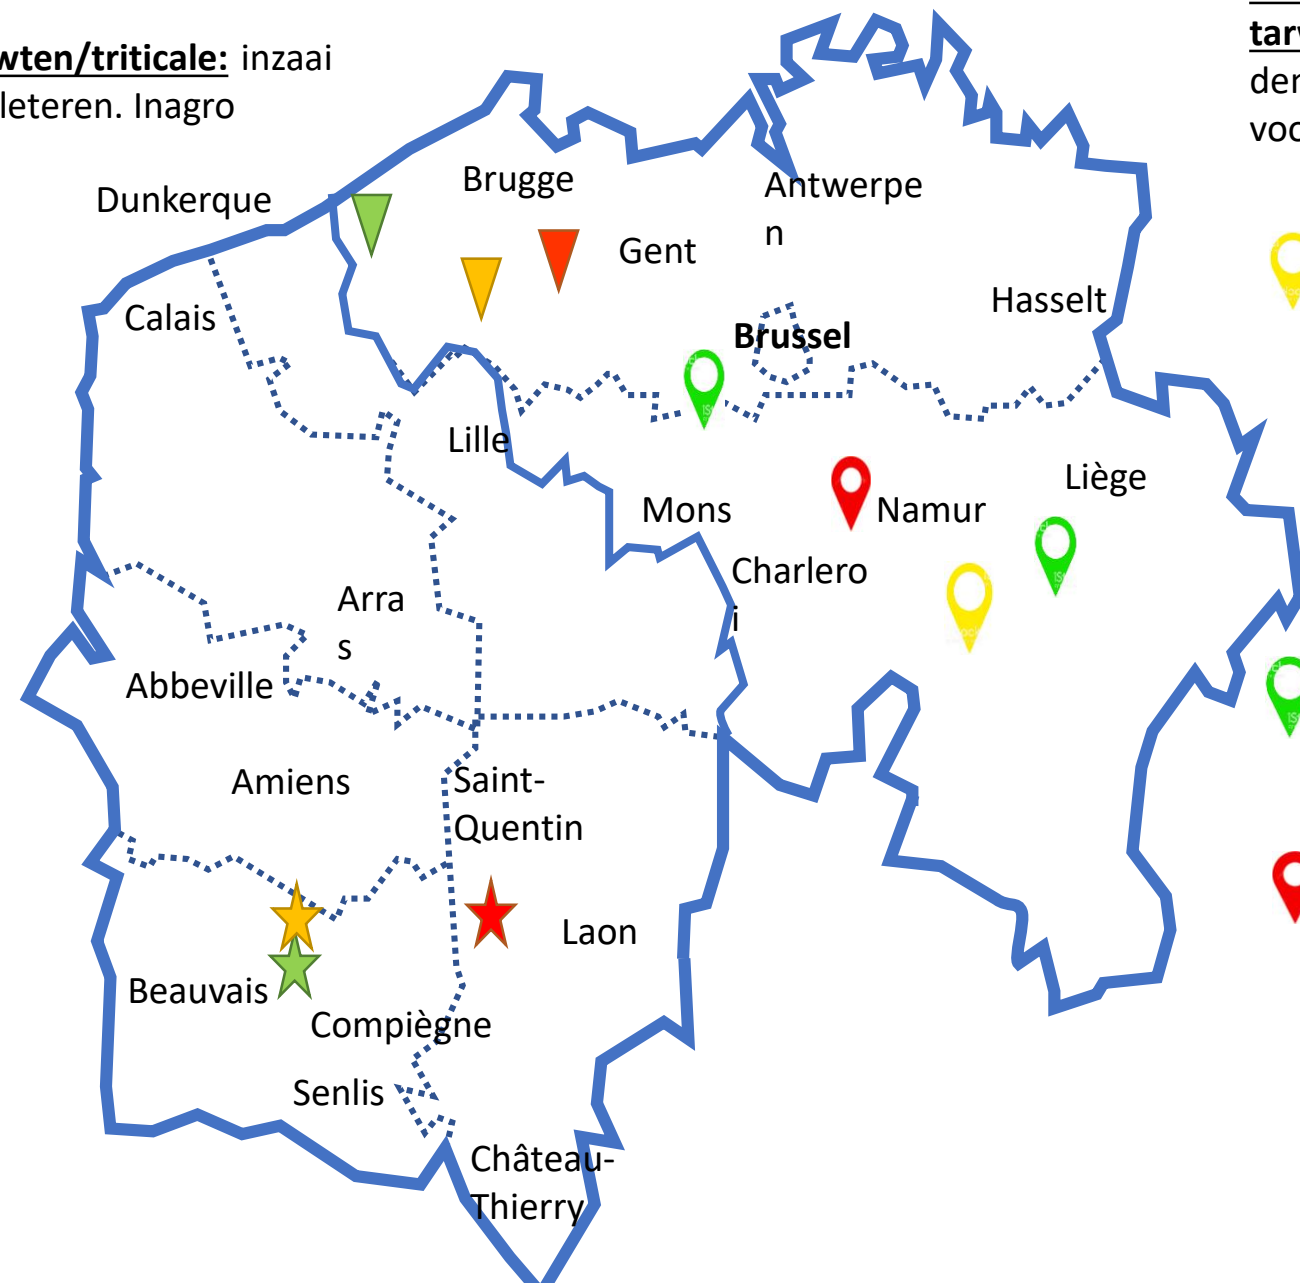 wten/triticale: inzaai
leteren. Inagro
tarw
der
voo
Brugge
Dunkerque
Antwerpe
n
Gent
Calais
Hasselt
Brussel
Lille
Liège
Mons
Namur
Charlero
i
Arra
s
Abbeville
Amiens
Saint-
Quentin
Laon
Beauvais
Compiègne
Senlis
Château-
Thierry